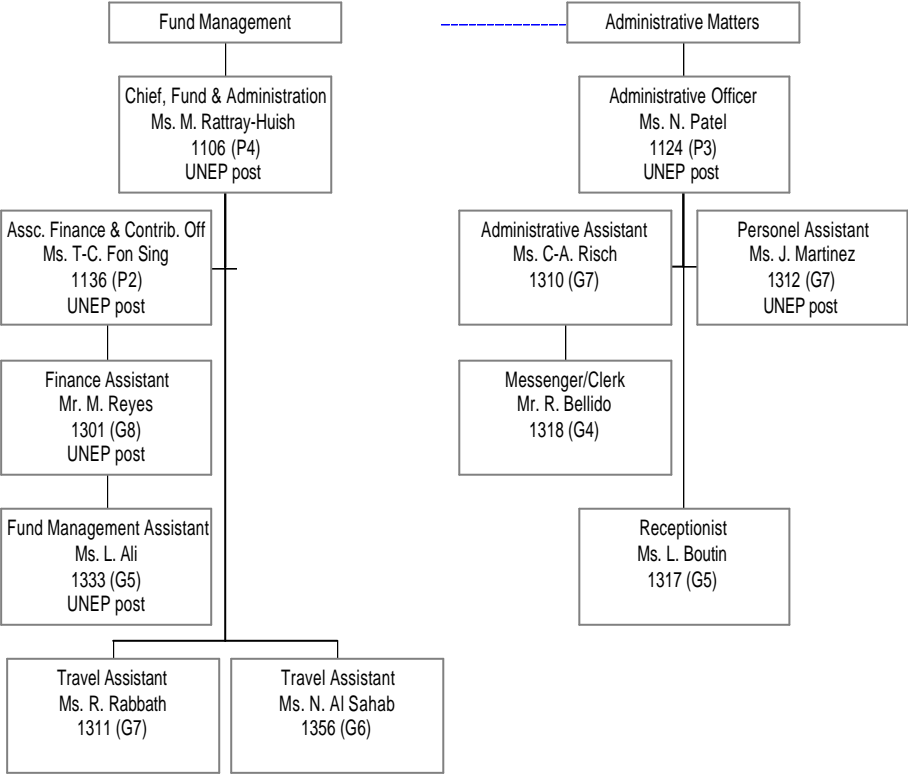 Fund Management
Administrative Matters
Chief, Fund & Administration
Ms. M. Rattray-Huish
1106 (P4)
UNEP post
Administrative Officer
Ms. N. Patel
1124 (P3)
UNEP post
Assc. Finance & Contrib. Off
Ms. T-C. Fon Sing
1136 (P2)
UNEP post
Administrative Assistant
Ms. C-A. Risch
1310 (G7)
Personel Assistant
Ms. J. Martinez
1312 (G7)
UNEP post
Finance Assistant
Mr. M. Reyes
1301 (G8)
UNEP post
Messenger/Clerk
Mr. R. Bellido
1318 (G4)
Fund Management Assistant
Ms. L. Ali
1333 (G5)
UNEP post
Receptionist
Ms. L. Boutin
1317 (G5)
Travel Assistant
Ms. R. Rabbath
1311 (G7)
Travel Assistant
Ms. N. Al Sahab
1356 (G6)